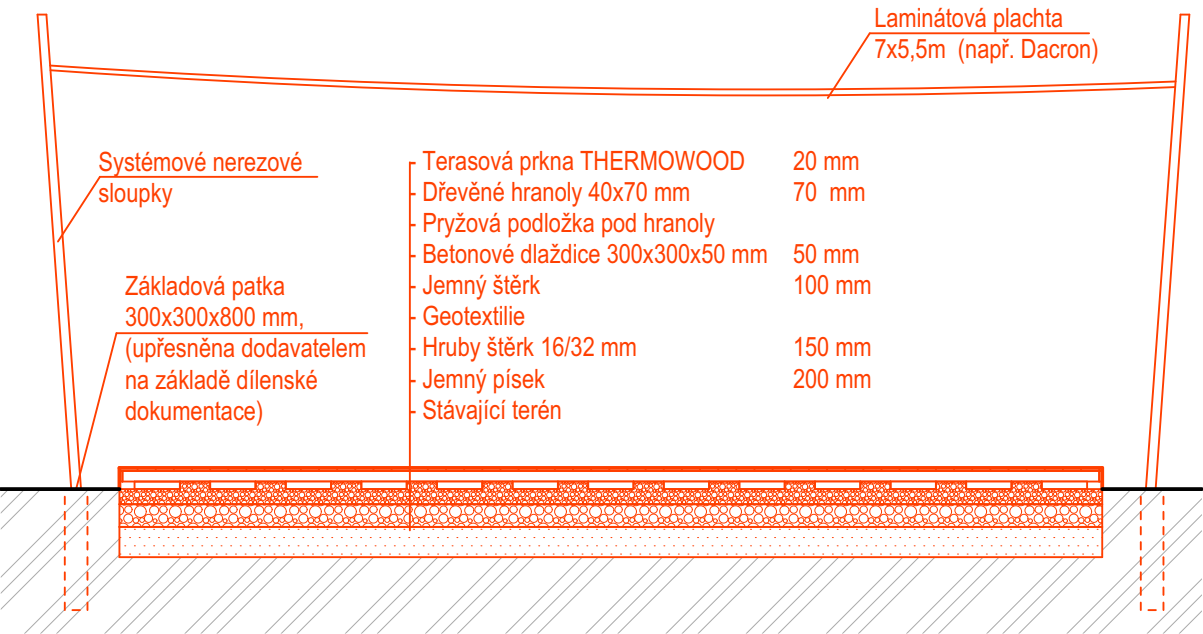 Laminátová plachta
7x5,5m (např. Dacron)
Systémové nerezové
sloupky
Základová patka
300x300x800 mm,
(upřesněna dodavatelem
na základě dílenské
dokumentace)
Terasová prkna THERMOWOOD 20 mm
Dřevěné hranoly 40x70 mm 70 mm
Pryžová podložka pod hranoly
Betonové dlaždice 300x300x50 mm 50 mm
Jemný štěrk 100 mm
Geotextilie
Hruby štěrk 16/32 mm 150 mm
Jemný písek 200 mm
Stávající terén